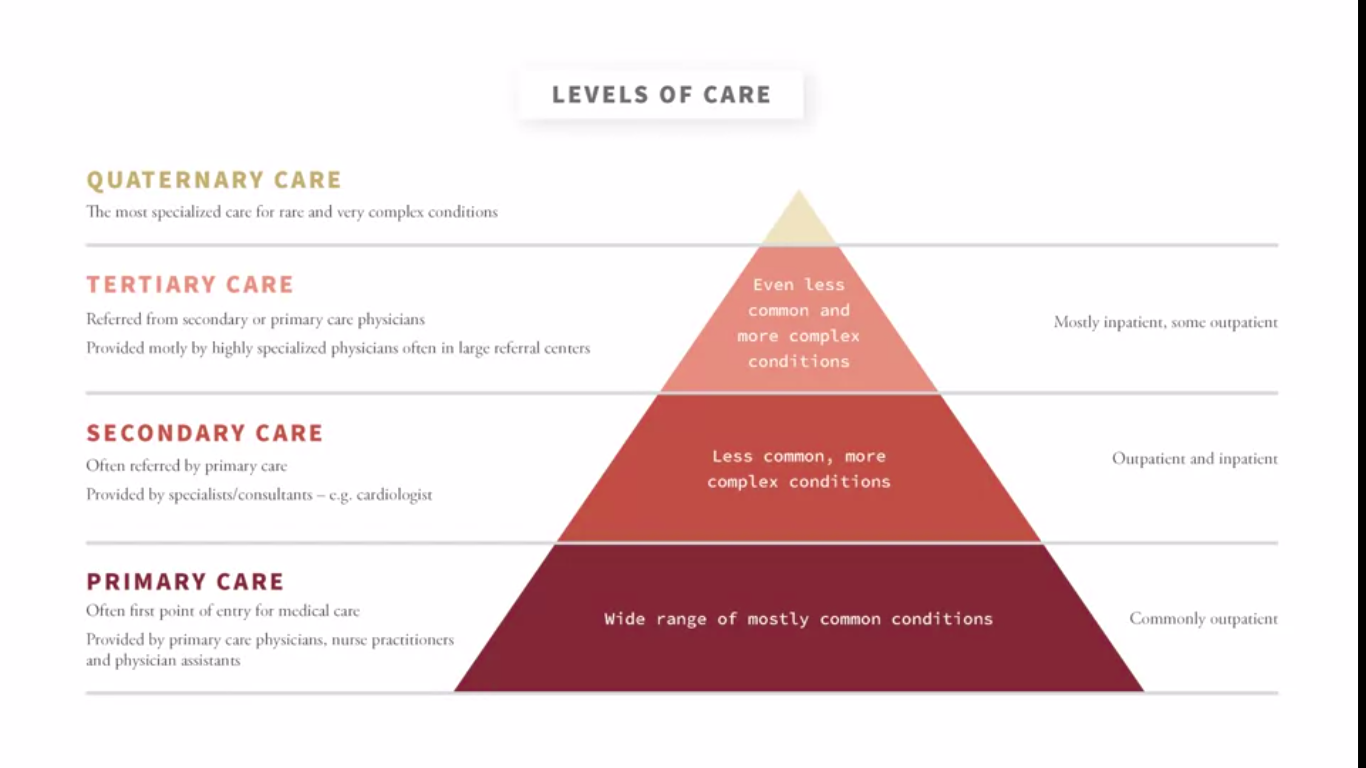 LEVELS OF CARE
QUATERNARY CARE
The most specialized care for rare and very complex conditions
TERTIARY CARE
Referred from secondary or primary care physicians
Provided motly by highly specialized physicians often in large referral centers
Even less
common and
more complex
conditions
Mostly inpatient, some outpatient
SECONDARY CARE
Often referred by primary care
Provided by specialists/consultants – e.g. cardiologist
Less common, more
complex conditions
Outpatient and inpatient
PRIMARY CARE
Often first point of entry for medical care
Provided by primary care physicians, nurse practitioners
and physician assistants
Wide range of mostly common conditions
Commonly outpatient